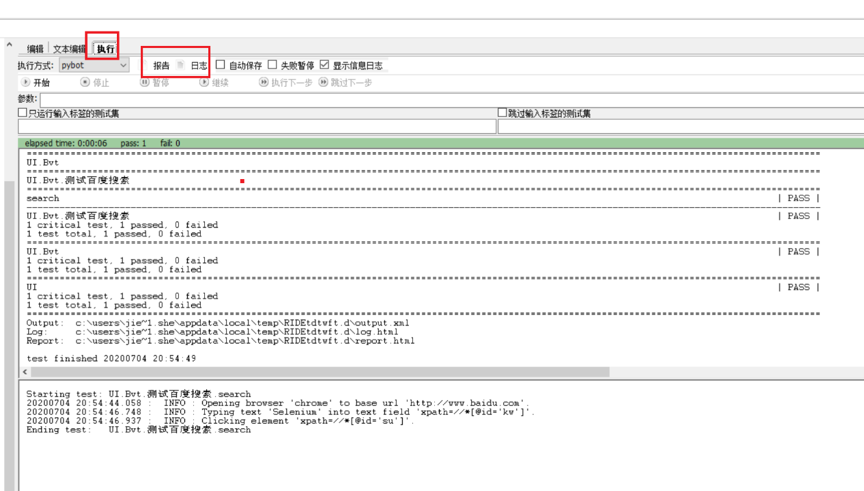 编辑 文本编辑 执行
执行方式: pybot 报告 日志 自动保存 失败暂停 显示信息日志
开始 停止 暂停 继续 执行下一步 跳过下一步
参数:
只运行输入标签的测试集 跳过输入标签的测试集
elapsed time: 0:00:06 pass: 1 fail: 0
==============================================================================
UI.Bvt
==============================================================================
UI.Bvt.测试百度搜索
==============================================================================
search | PASS |
------------------------------------------------------------------------------
UI.Bvt.测试百度搜索 | PASS |
1 critical test, 1 passed, 0 failed
1 test total, 1 passed, 0 failed
==============================================================================
UI.Bvt | PASS |
1 critical test, 1 passed, 0 failed
1 test total, 1 passed, 0 failed
==============================================================================
UI | PASS |
1 critical test, 1 passed, 0 failed
1 test total, 1 passed, 0 failed
==============================================================================
Output: c:\users\jie~1.she\appdata\local\temp\RIDEtdtwft.d\output.xml
Log: c:\users\jie~1.she\appdata\local\temp\RIDEtdtwft.d\log.html
Report: c:\users\jie~1.she\appdata\local\temp\RIDEtdtwft.d\report.html
test finished 20200704 20:54:49
Starting test: UI.Bvt.测试百度搜索.search
20200704 20:54:44.058 : INFO : Opening browser 'chrome' to base url 'http://www.baidu.com'.
20200704 20:54:46.748 : INFO : Typing text 'Selenium' into text field 'xpath=//*[@id='kw']'.
20200704 20:54:46.937 : INFO : Clicking element 'xpath=//*[@id='su']'.
Ending test: UI.Bvt.测试百度搜索.search